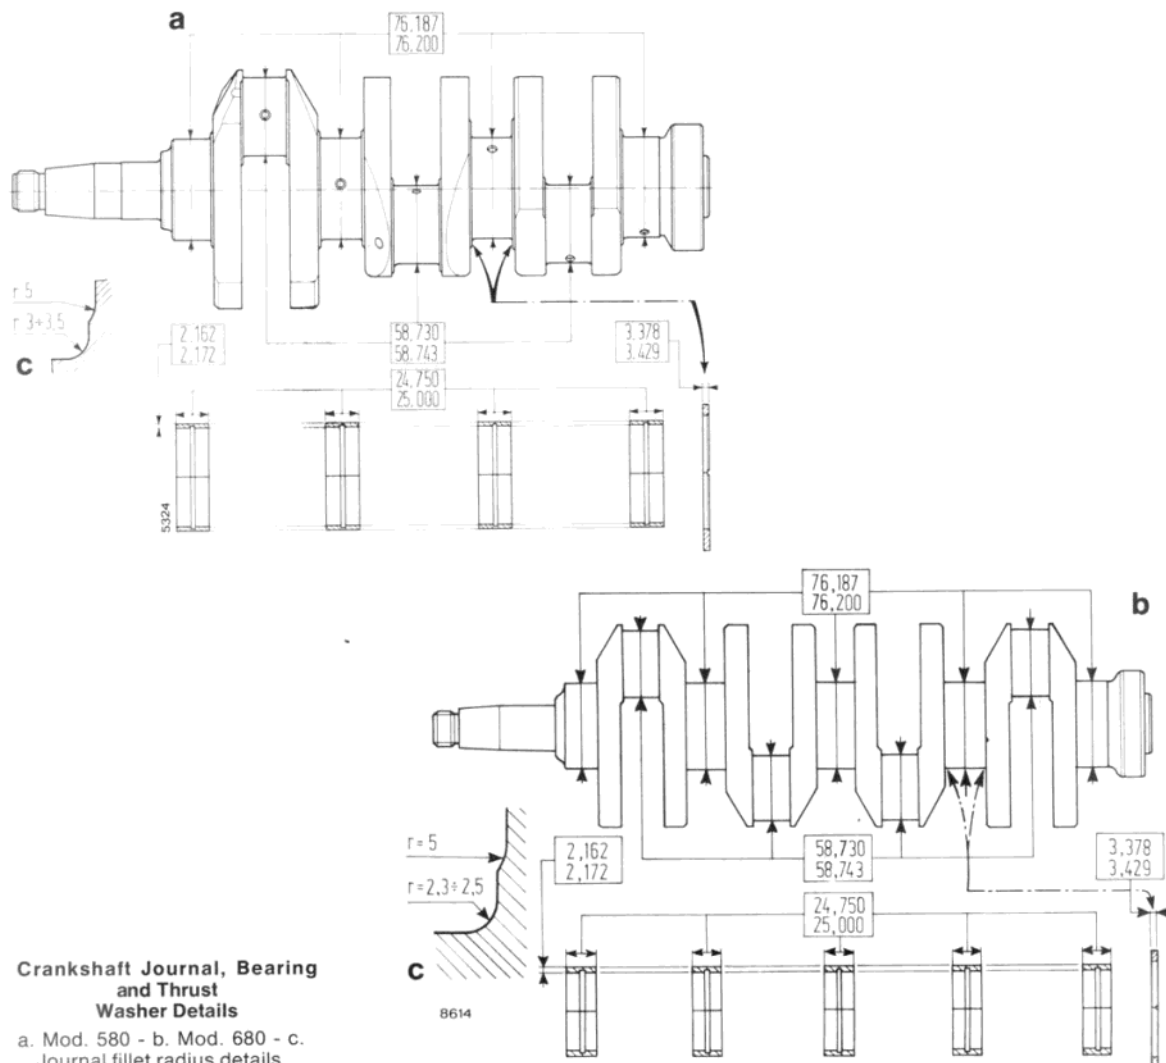 a
76,187
76,200
r 5
r 3÷3,5
c
2.162
2,172
58,730
58.743
3,378
3.429
24,750
25,000
5324
76,187
76,200
b
r=5
r=2,3÷2,5
2,162
2,172
58,730
58,743
3,378
3,429
24,750
25,000
c
8614
Crankshaft Journal, Bearing
and Thrust
Washer Details
a. Mod. 580 - b. Mod. 680 - c.
Journal fillet radius details